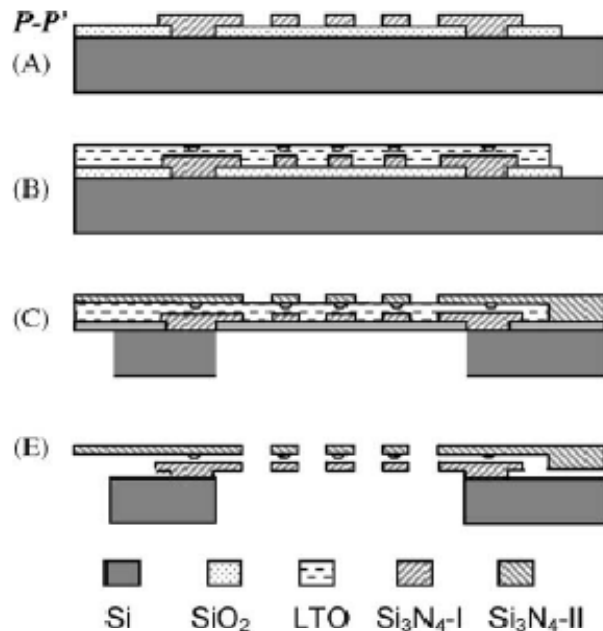 P-P'
(A)
(B)
(C)
(E)
Si SiO₂ LTO Si₃N₄-I Si₃N₄-II